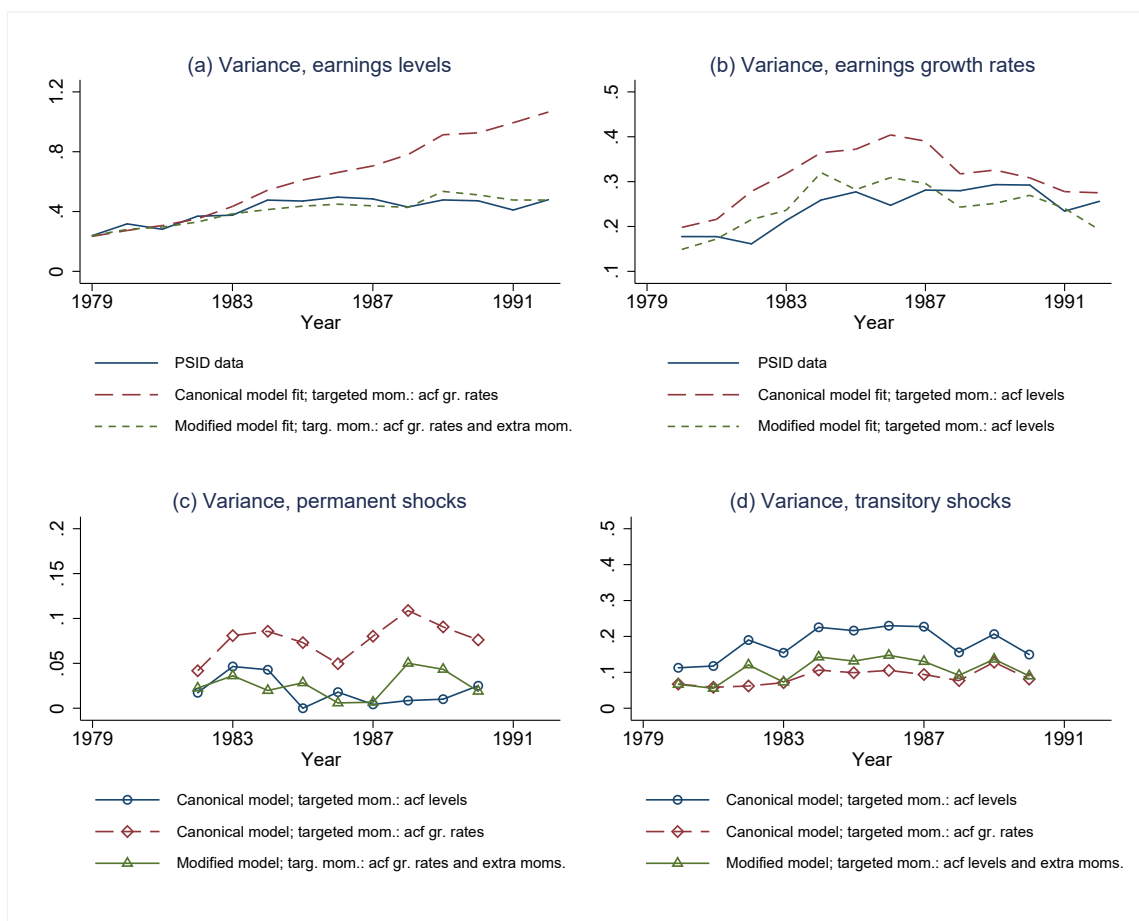 (a) Variance, earnings levels
1.2
.8
.4
0
1979 1983 1987 1991
Year
PSID data
Canonical model fit; targeted mom.: acf gr. rates
Modified model fit; targ. mom.: acf gr. rates and extra mom.
(b) Variance, earnings growth rates
.5
.4
.3
.2
.1
1979 1983 1987 1991
Year
PSID data
Canonical model fit; targeted mom.: acf levels
Modified model fit; targeted mom.: acf levels
(c) Variance, permanent shocks
.2
.15
.1
.05
0
1979 1983 1987 1991
Year
Canonical model; targeted mom.: acf levels
Canonical model; targeted mom.: acf gr. rates
Modified model; targ. mom.: acf gr. rates and extra moms.
(d) Variance, transitory shocks
.5
.4
.3
.2
.1
0
1979 1983 1987 1991
Year
Canonical model; targeted mom.: acf levels
Canonical model; targeted mom.: acf gr. rates
Modified model; targeted mom.: acf levels and extra moms.